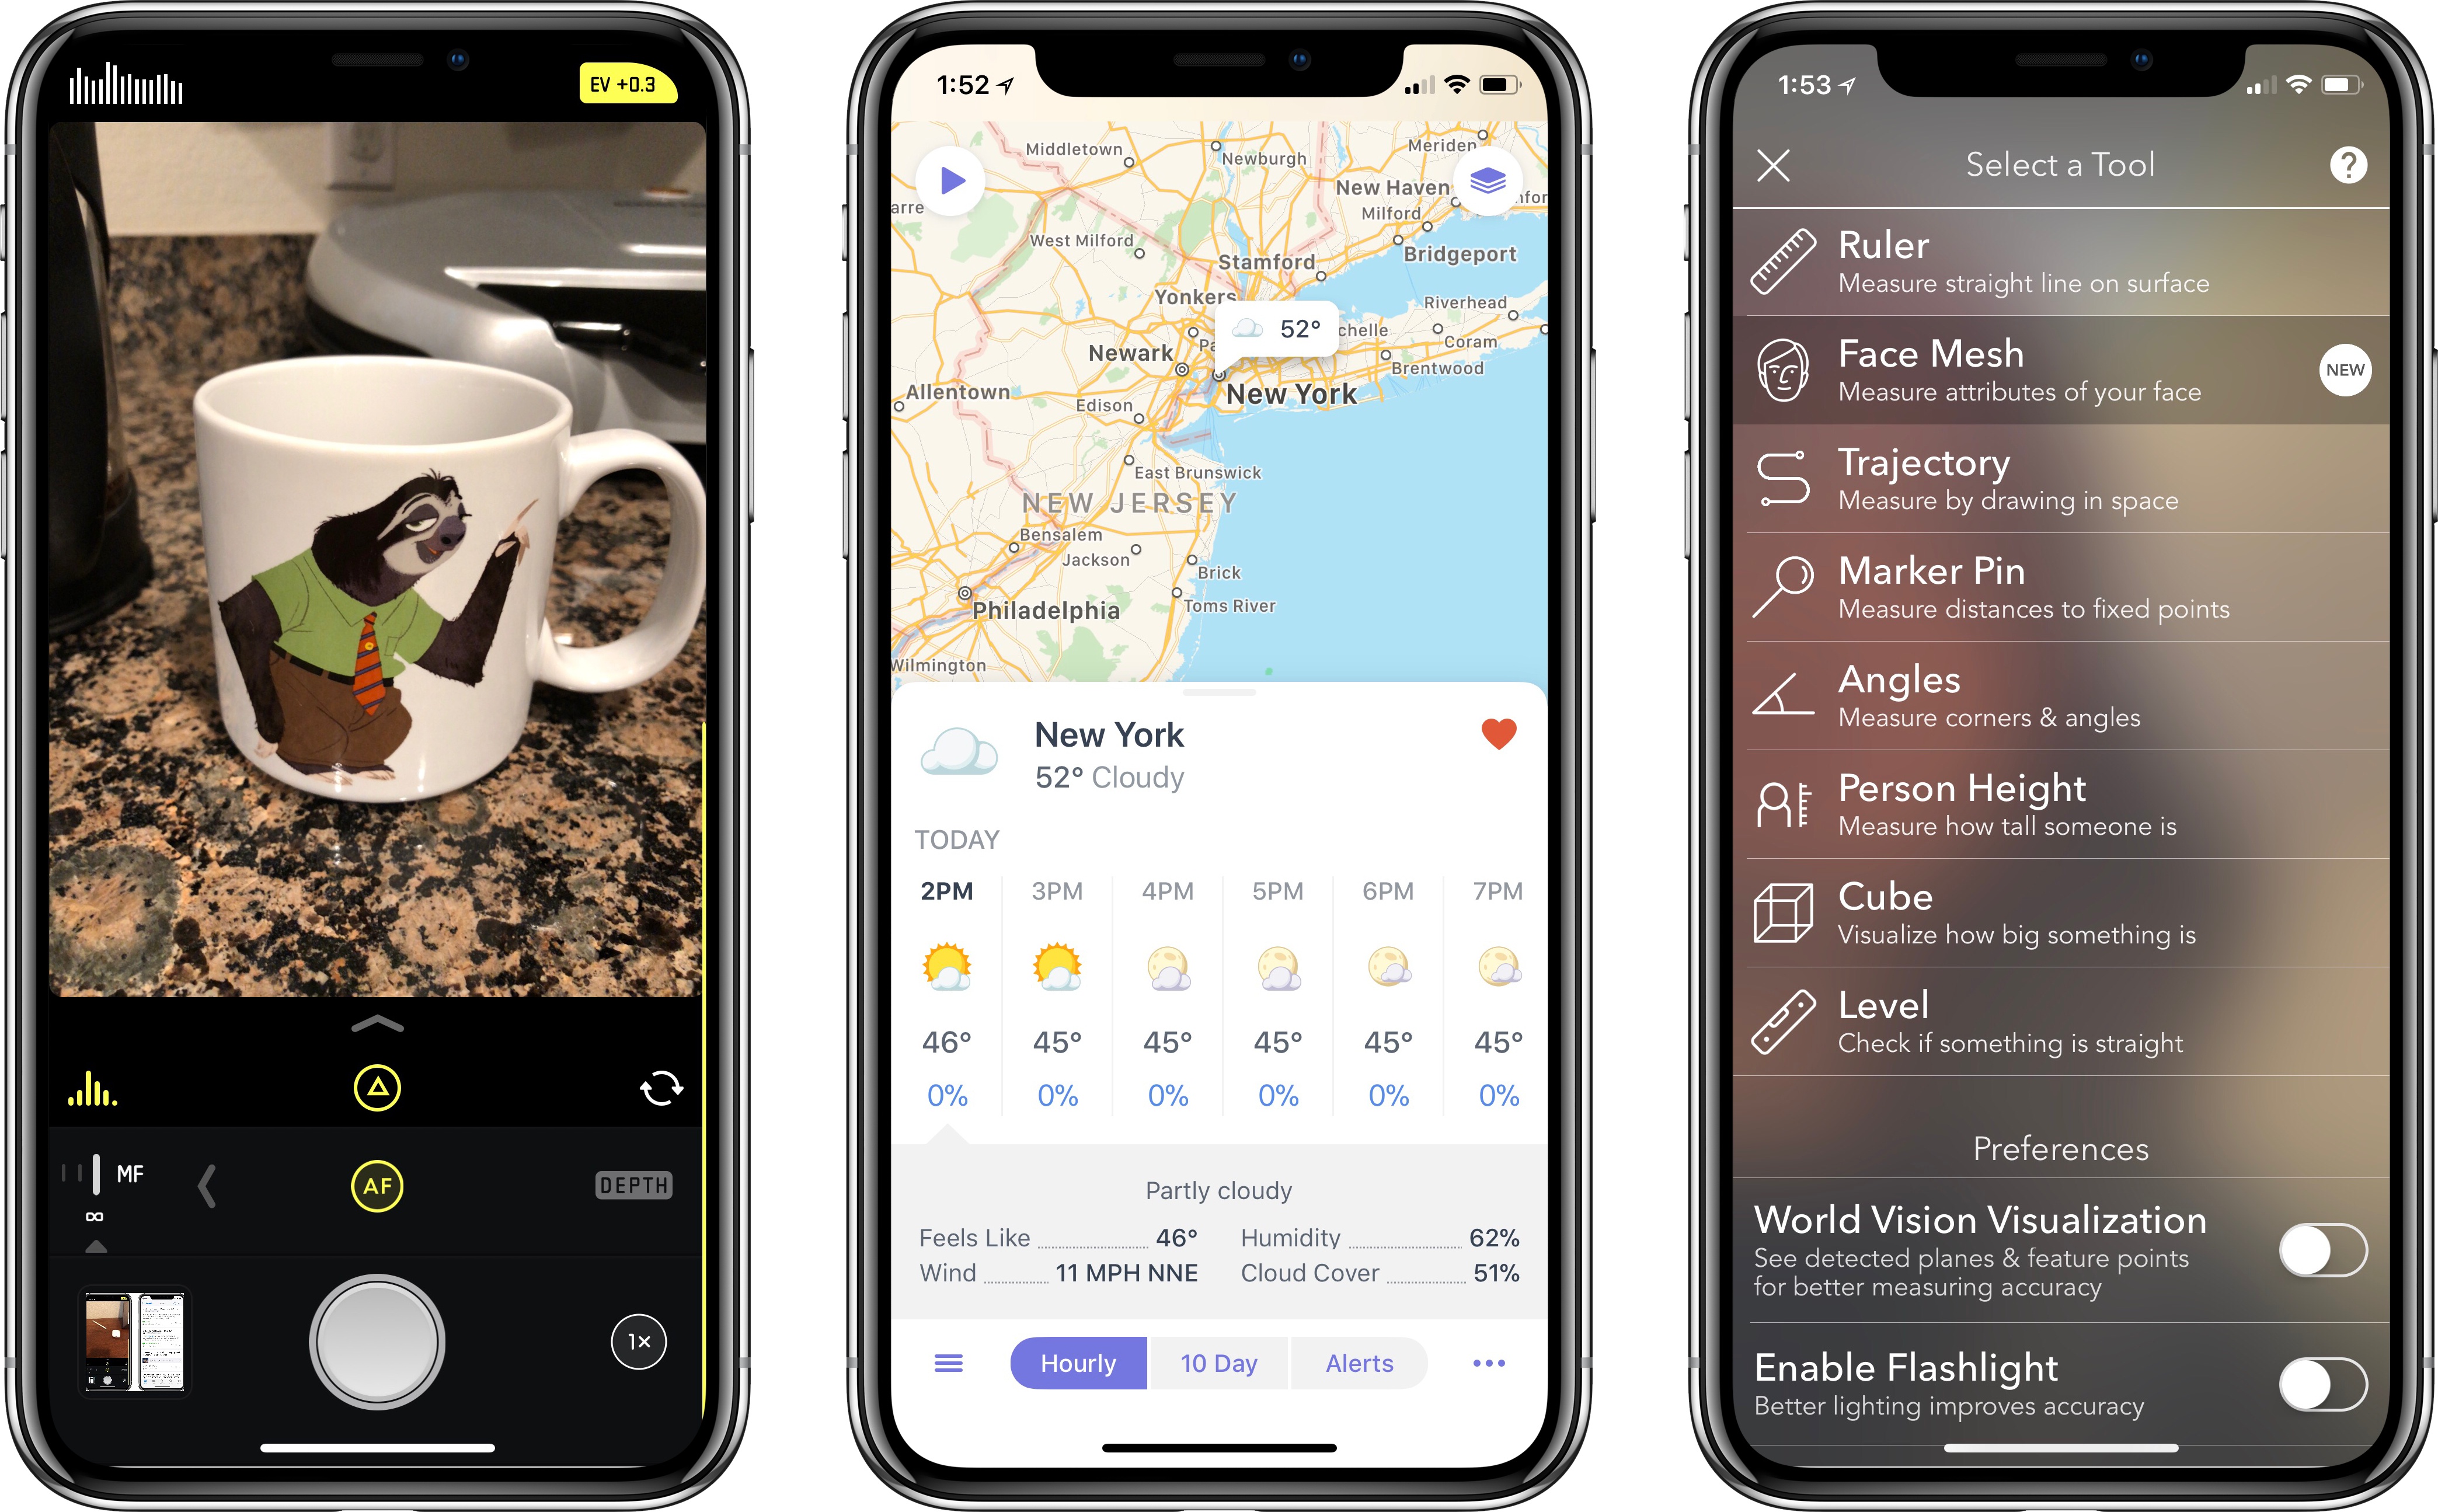 EV +0.3
MF
AF
DEPTH
1×
1:52
Middletown
Newburgh
Meriden
arre
New Haven
nfor
Milford
West Milford
Bridgeport
Stamford
Yonkers
Riverhead
52°
chelle
Coram
Newark
Pa
Brentwood
Allentown
New York
Edison
East Brunswick
NEW JERSEY
Bensalem
Jackson
Brick
Philadelphia
Toms River
Wilmington
New York
52° Cloudy
TODAY
2PM 3PM 4PM 5PM 6PM 7PM
46° 45° 45° 45° 45° 45°
0% 0% 0% 0% 0% 0%
Partly cloudy
Feels Like 46° Humidity 62%
Wind 11 MPH NNE Cloud Cover 51%
Hourly 10 Day Alerts
1:53
Select a Tool ?
Ruler
Measure straight line on surface
Face Mesh
NEW
Measure attributes of your face
Trajectory
Measure by drawing in space
Marker Pin
Measure distances to fixed points
Angles
Measure corners & angles
Person Height
Measure how tall someone is
Cube
Visualize how big something is
Level
Check if something is straight
Preferences
World Vision Visualization
See detected planes & feature points
for better measuring accuracy
Enable Flashlight
Better lighting improves accuracy